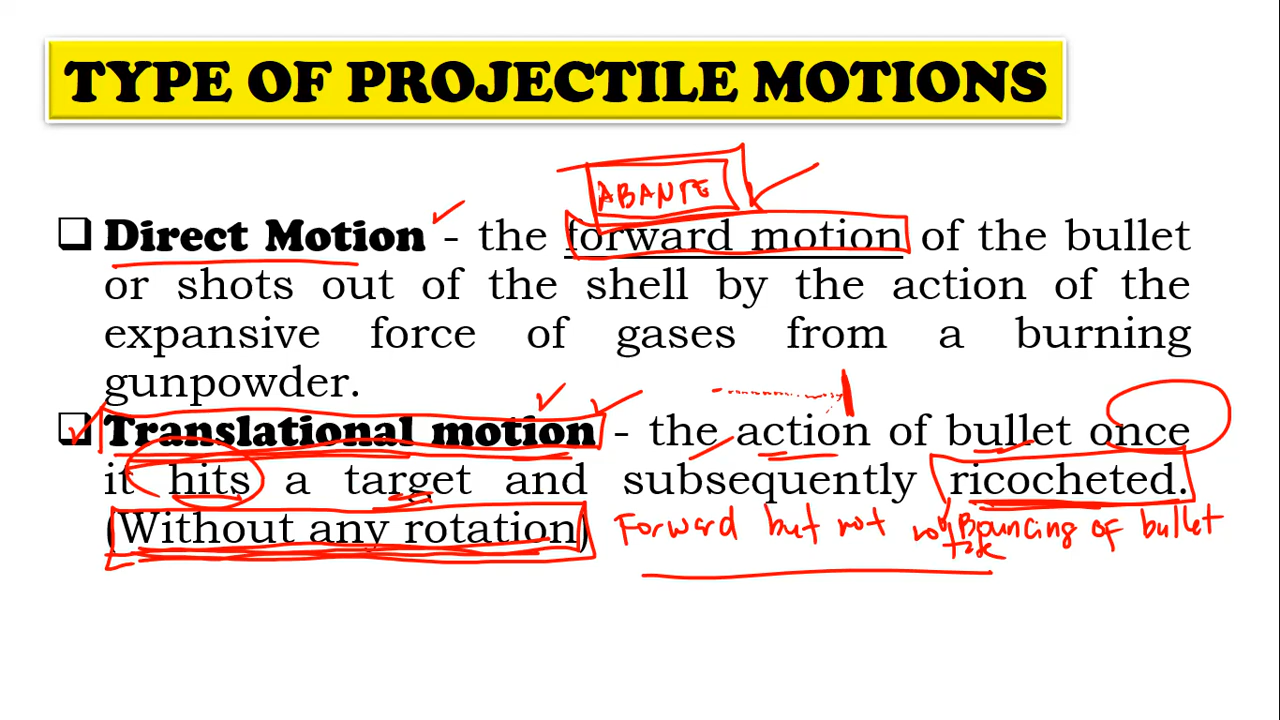 TYPE OF PROJECTILE MOTIONS
ABANTE
❑ Direct Motion - the forward motion of the bullet
or shots out of the shell by the action of the
expansive force of gases from a burning
gunpowder.
❑ Translational motion - the action of bullet once
it hits a target and subsequently ricocheted.
(Without any rotation) Forward but not Bouncing of bullet